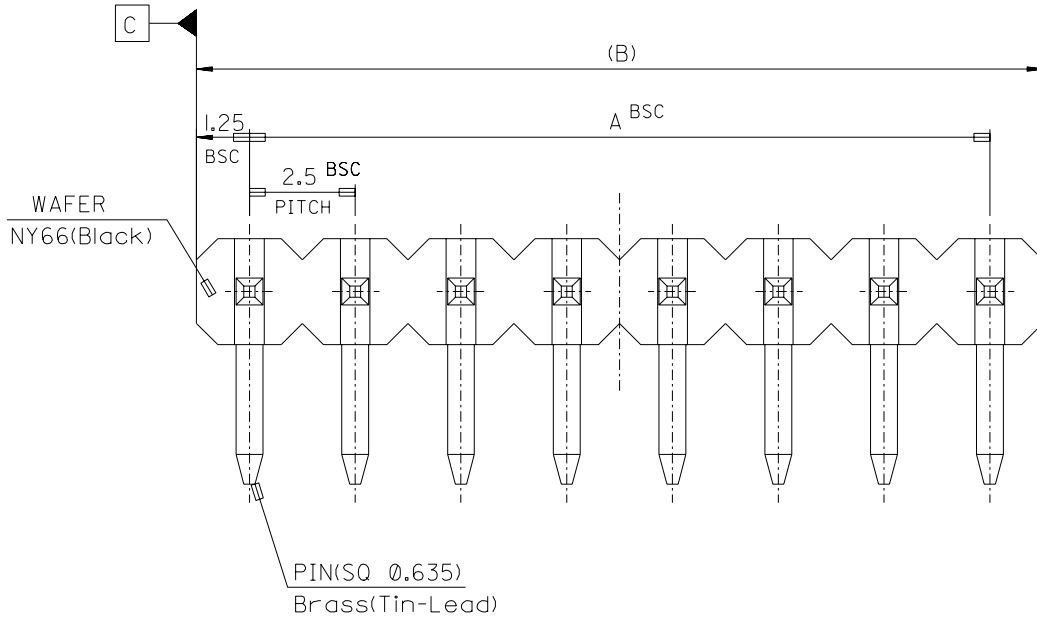 C
(B)
1.25
BSC
A BSC
2.5 BSC
PITCH
WAFER
NY66(Black)
PIN(SQ 0.635)
Brass(Tin-Lead)